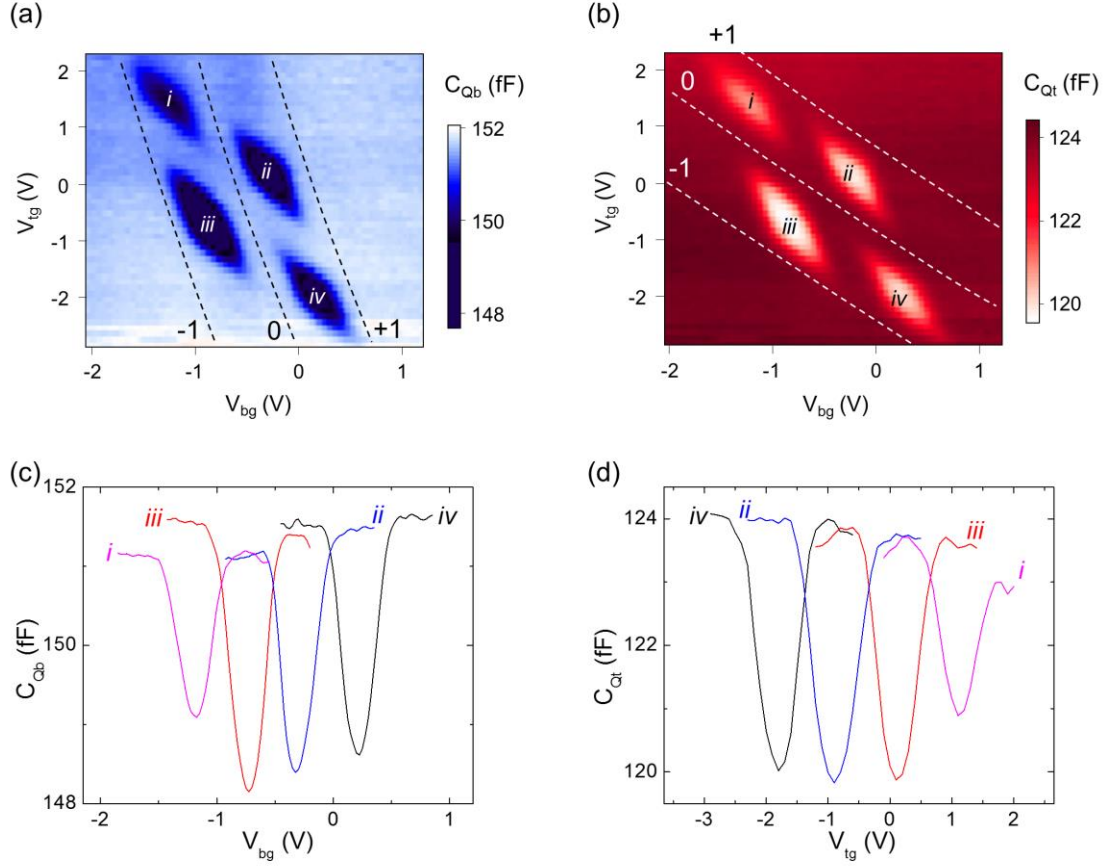 (a)
2
1
0
-1
-2
V_tg (V)
-2
-1
0
1
V_bg (V)
i
ii
iii
iv
-1
0
+1
C_Qb (fF)
152
150
148
(b)
2
1
0
-1
-2
V_tg (V)
-2
-1
0
1
V_bg (V)
+1
0
-1
i
ii
iii
iv
C_Qt (fF)
124
122
120
(c)
152
150
148
C_Qb (fF)
-2
-1
0
1
V_bg (V)
i
iii
ii
iv
(d)
124
122
120
C_Qt (fF)
-3
-2
-1
0
1
2
V_tg (V)
iv
ii
iii
i